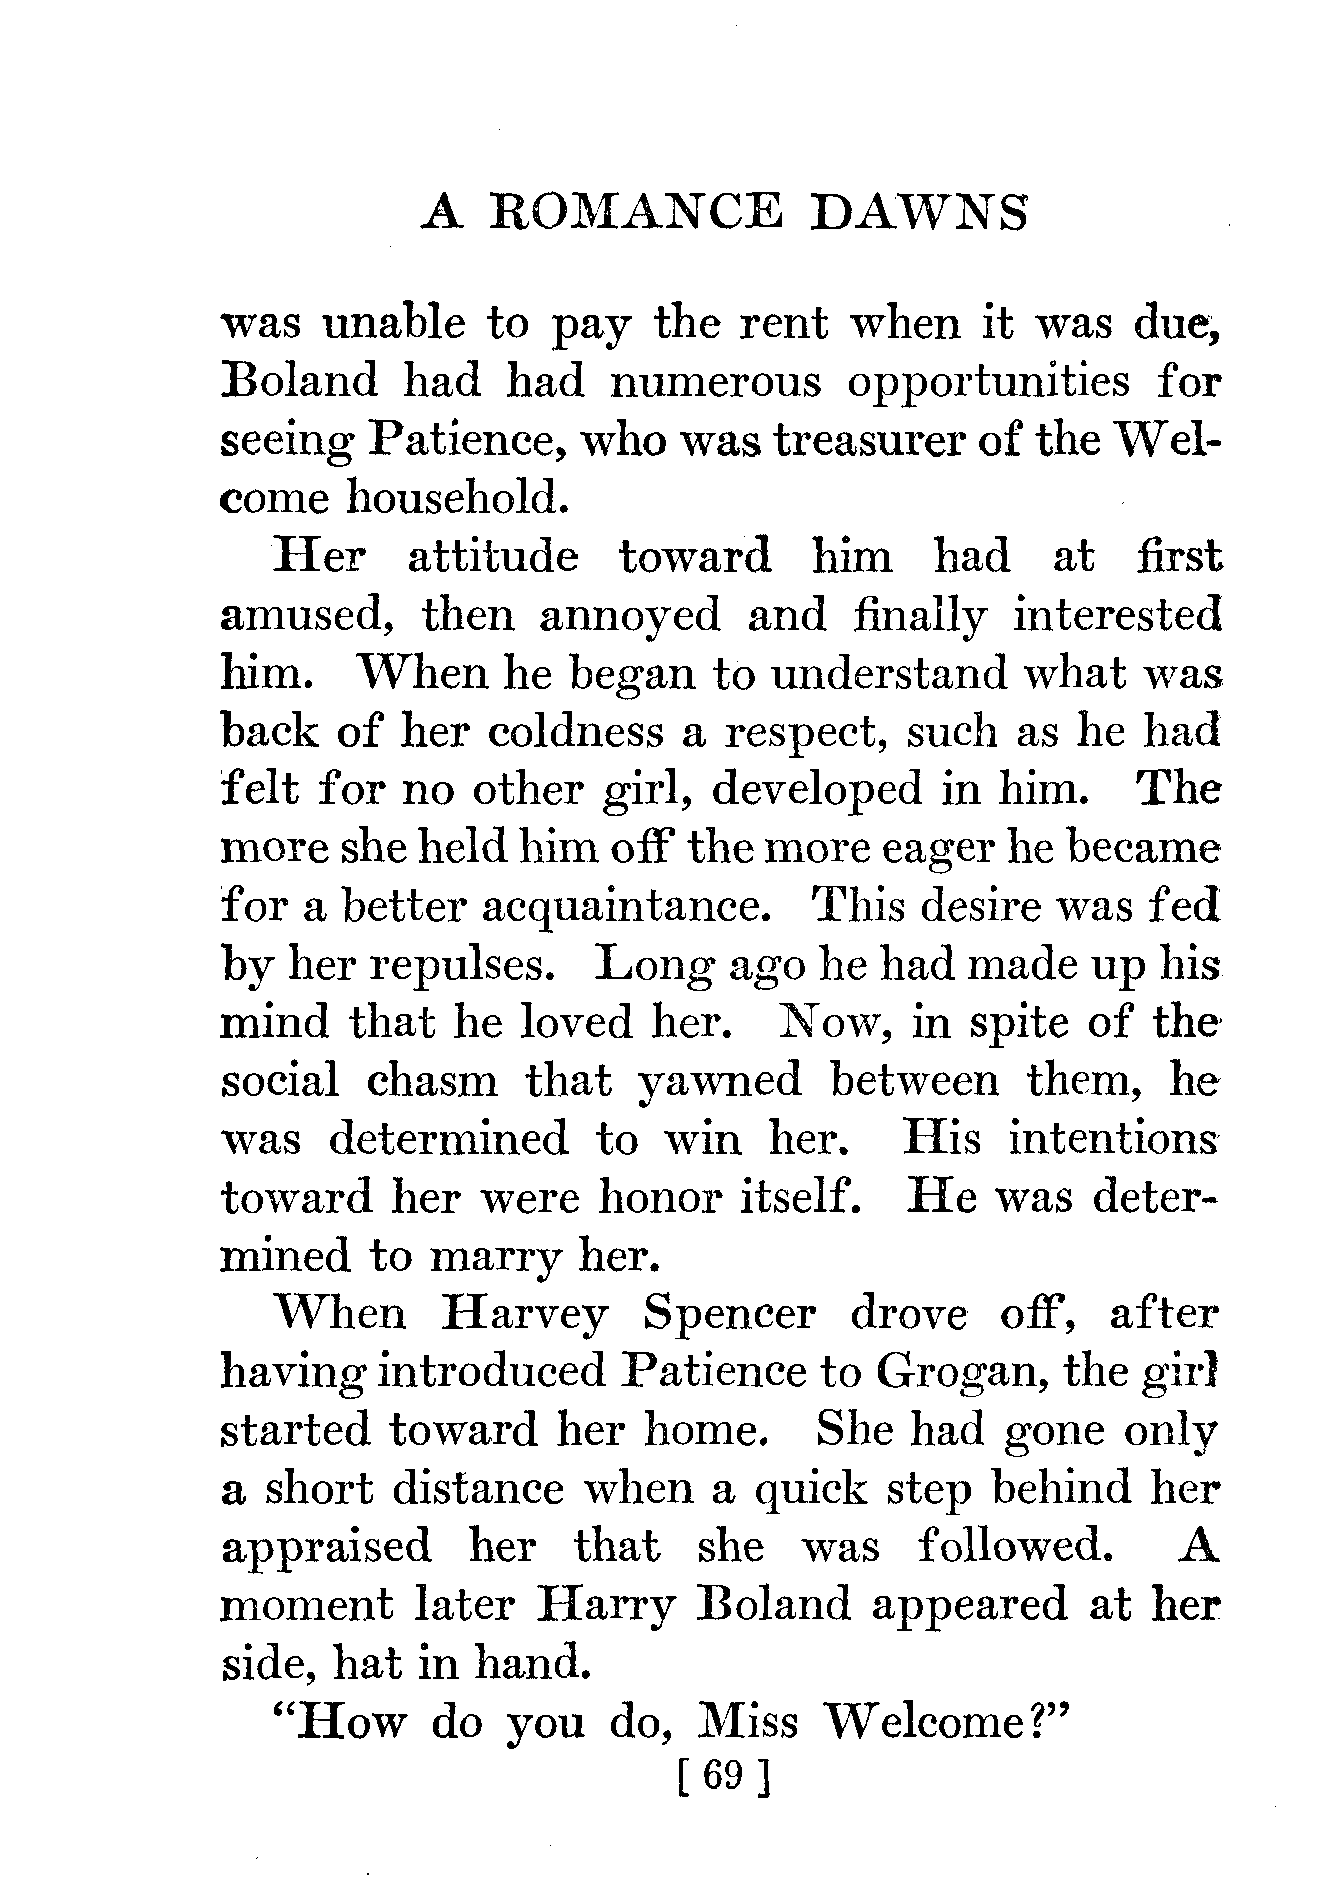 A ROMANCE DAWNS
was unable to pay the rent when it was due,
Boland had had numerous opportunities for
seeing Patience, who was treasurer of the Wel-
come household.
Her attitude toward him had at first
amused, then annoyed and finally interested
him. When he began to understand what was
back of her coldness a respect, such as he had
felt for no other girl, developed in him. The
more she held him off the more eager he became
for a better acquaintance. This desire was fed
by her repulses. Long ago he had made up his
mind that he loved her. Now, in spite of the
social chasm that yawned between them, he
was determined to win her. His intentions
toward her were honor itself. He was deter-
mined to marry her.
When Harvey Spencer drove off, after
having introduced Patience to Grogan, the girl
started toward her home. She had gone only
a short distance when a quick step behind her
appraised her that she was followed. A
moment later Harry Boland appeared at her
side, hat in hand.
"How do you do, Miss Welcome?"
[ 69 ]